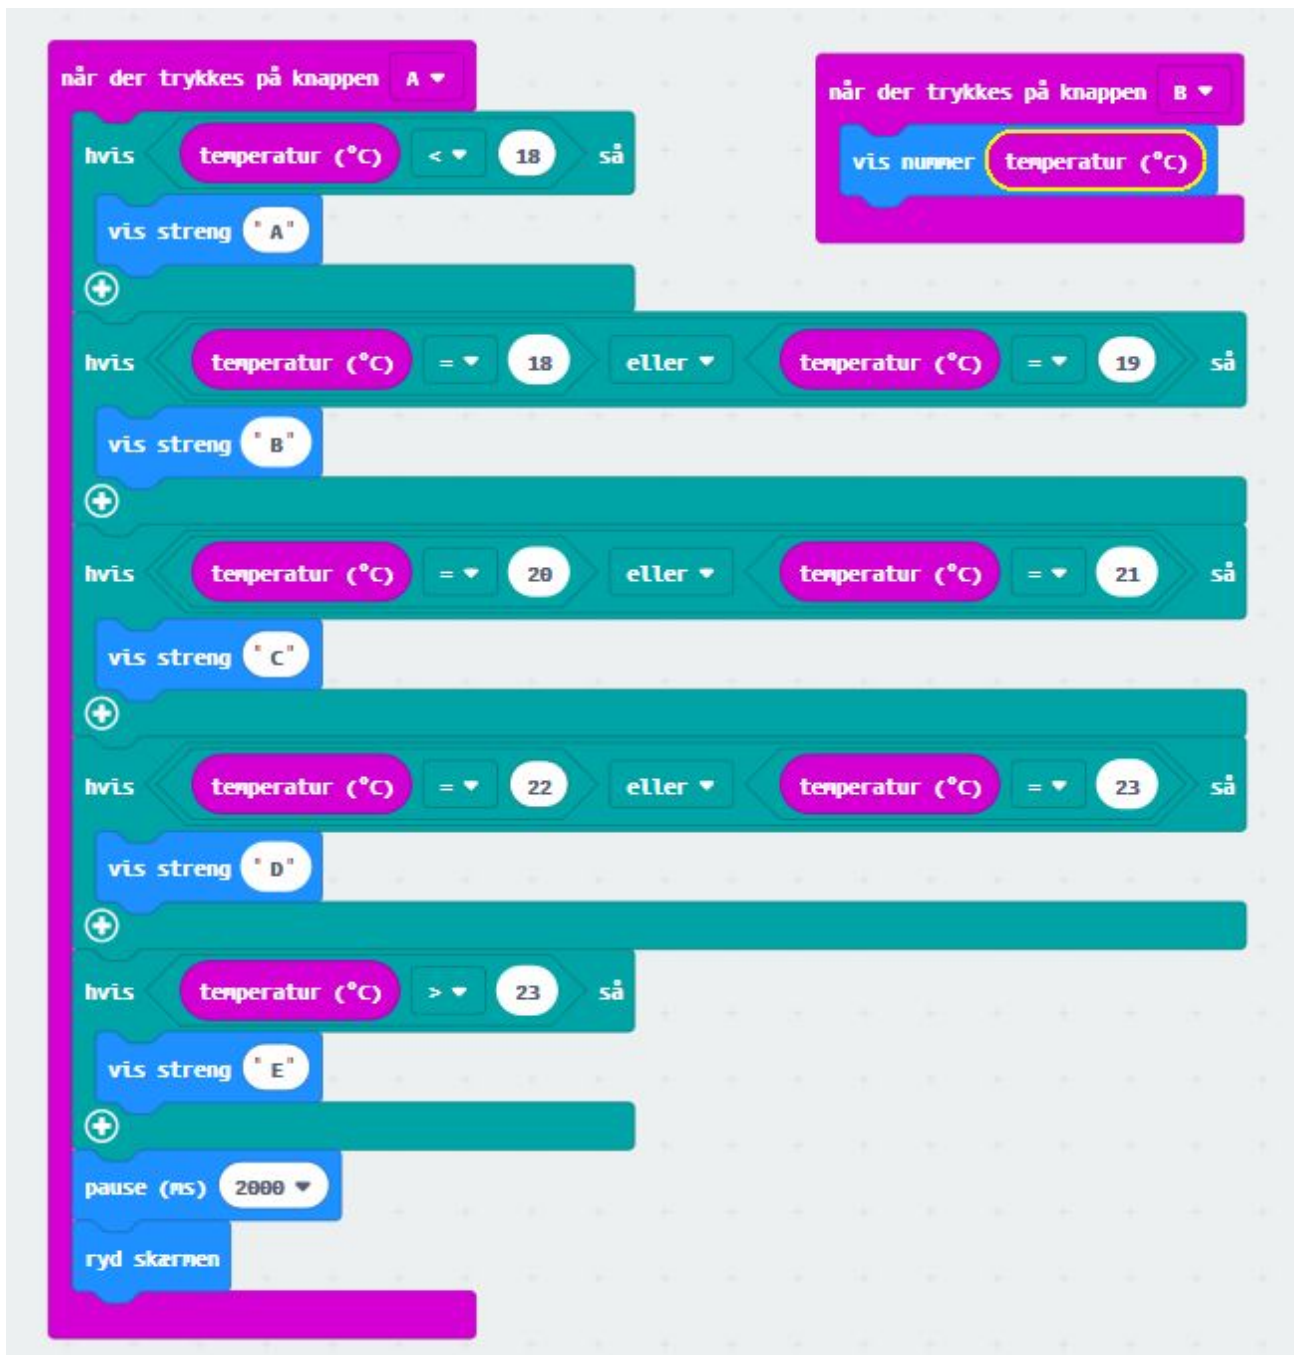 når der trykkes på knappen A
hvis temperatur (°C) < 18 så
vis streng "A"
hvis temperatur (°C) = 18 eller temperatur (°C) = 19 så
vis streng "B"
hvis temperatur (°C) = 20 eller temperatur (°C) = 21 så
vis streng "C"
hvis temperatur (°C) = 22 eller temperatur (°C) = 23 så
vis streng "D"
hvis temperatur (°C) > 23 så
vis streng "E"
pause (ms) 2000
ryd skærmen
når der trykkes på knappen B
vis nummer temperatur (°C)